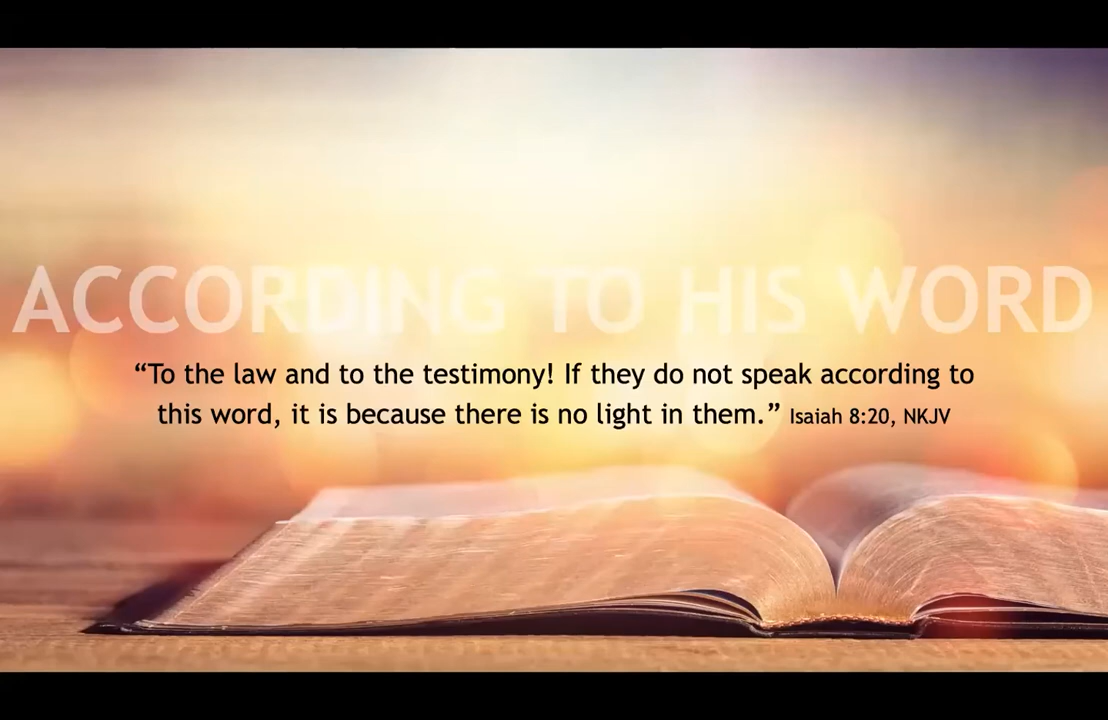 ACCORDING TO HIS WORD
“To the law and to the testimony! If they do not speak according to
this word, it is because there is no light in them.” Isaiah 8:20, NKJV